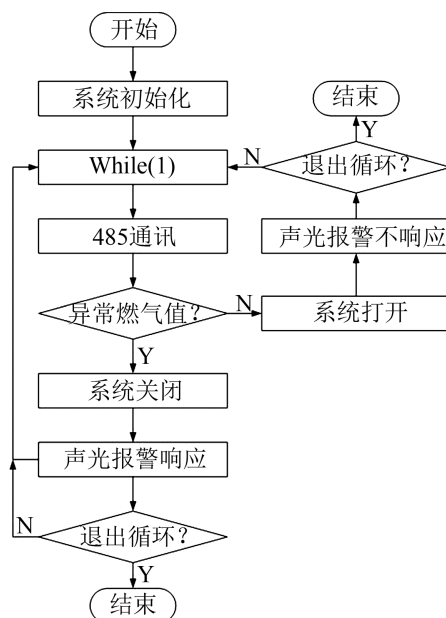 开始
系统初始化
While(1)
485通讯
异常燃气值？
Y
系统关闭
声光报警响应
N
退出循环？
Y
结束
N
系统打开
声光报警不响应
退出循环？
N
Y
结束